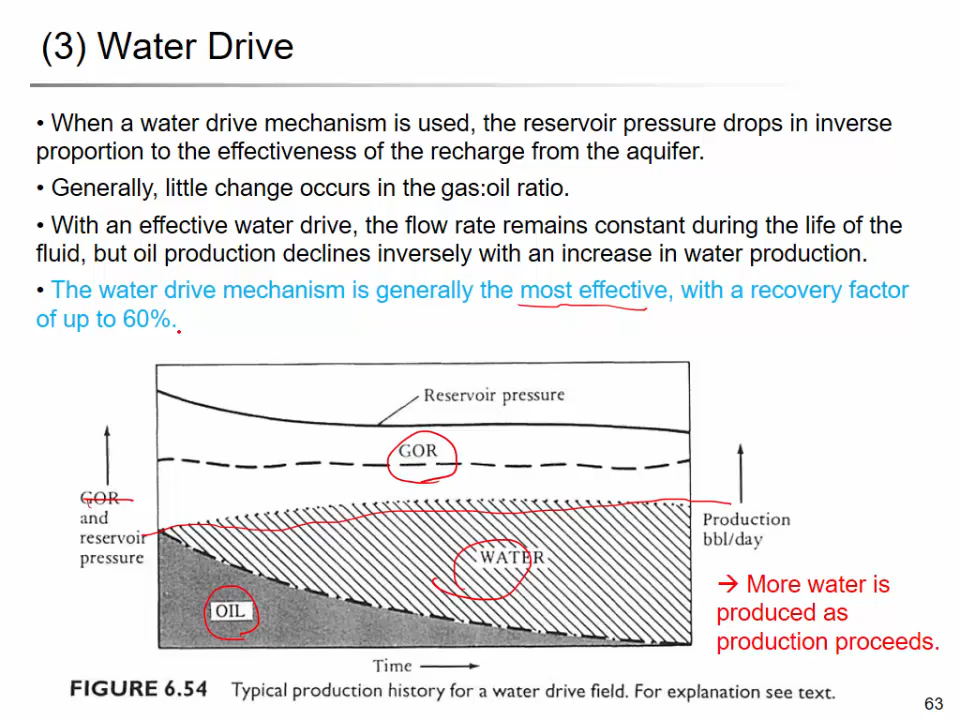 (3) Water Drive
• When a water drive mechanism is used, the reservoir pressure drops in inverse
proportion to the effectiveness of the recharge from the aquifer.
• Generally, little change occurs in the gas:oil ratio.
• With an effective water drive, the flow rate remains constant during the life of the
fluid, but oil production declines inversely with an increase in water production.
• The water drive mechanism is generally the most effective, with a recovery factor
of up to 60%.
Reservoir pressure
GOR
GOR
and
reservoir
pressure
Production
bbl/day
WATER
OIL
→ More water is
produced as
production proceeds.
Time
FIGURE 6.54 Typical production history for a water drive field. For explanation see text.
63